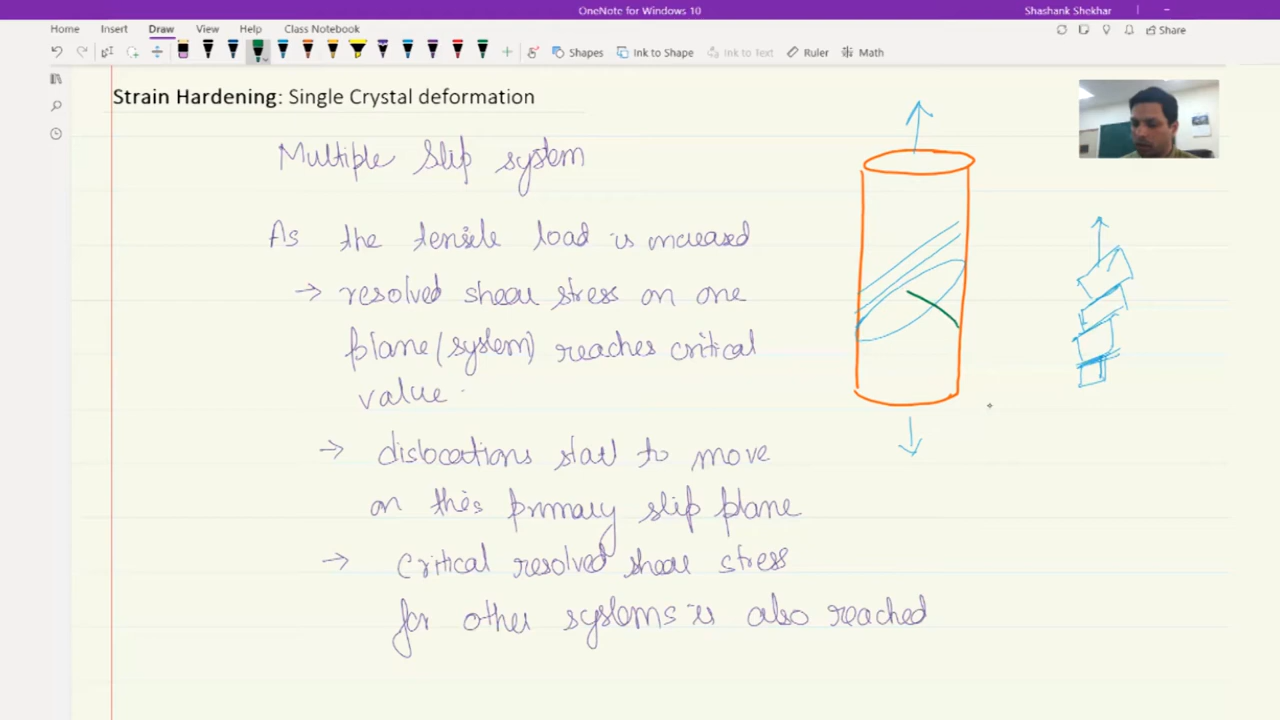 OneNote for Windows 10
Shashank Shekhar
Home Insert Draw View Help Class Notebook
Share
Shapes Ink to Shape Ink to Text Ruler Math
Strain Hardening: Single Crystal deformation
Multiple Slip system
As the tensile load is increased
→ resolved shear stress on one
plane (system) reaches critical
value.
→ dislocations start to move
on this primary slip plane
→ Critical resolved shear stress
for other systems is also reached